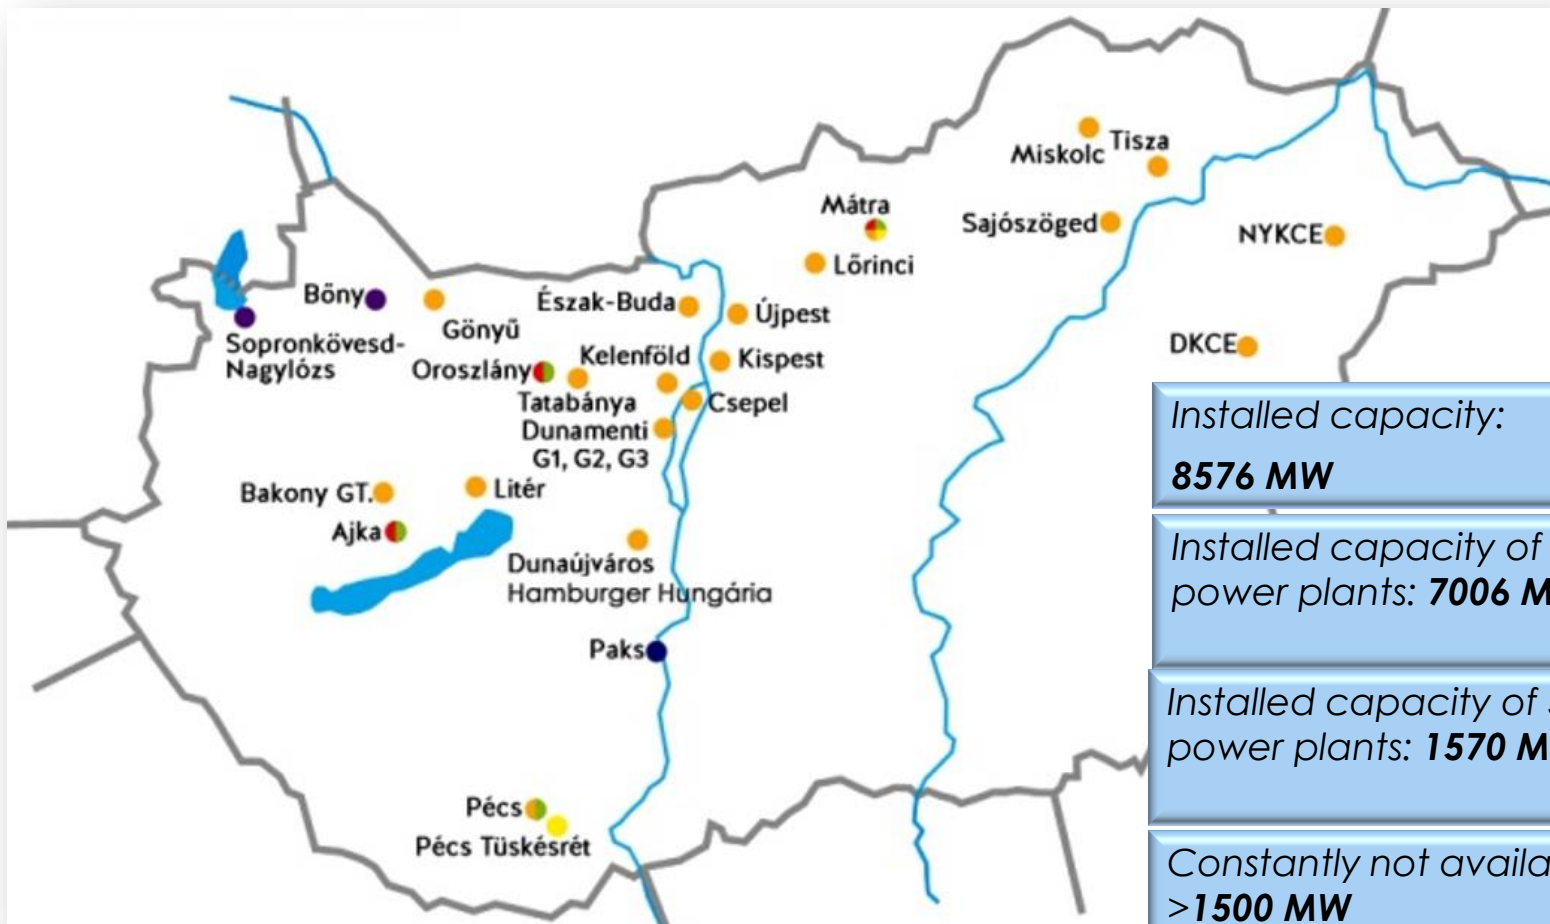 Miskolc
Tisza
Mátra
Sajószöged
NYKCE
Lőrinci
Bőny
Gönyű
Észak-Buda
Újpest
Sopronkövesd-
Nagylózs
Oroszlány
Kelenföld
Kispest
DKCE
Tatabánya
Csepel
Dunamenti
G1, G2, G3
Bakony GT.
Litér
Ajka
Dunaújváros
Hamburger Hungária
Paks
Pécs
Pécs Tüskésrét
Installed capacity:
8576 MW
Installed capacity of
power plants: 7006 M
Installed capacity of
power plants: 1570 M
Constantly not availa
>1500 MW